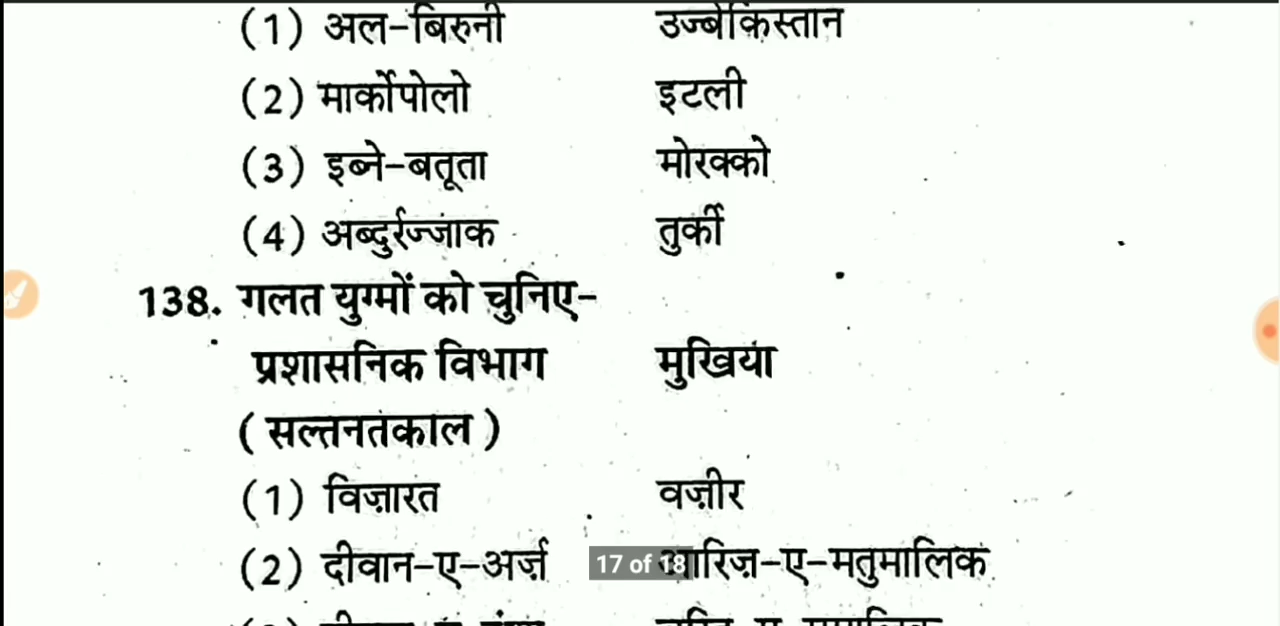 (1) अल-बिरुनी उज्बेकिस्तान
(2) मार्कोपोलो इटली
(3) इब्ने-बतूता मोरक्को
(4) अब्दुर्रज्जाक तुर्की
138. गलत युग्मों को चुनिए-
प्रशासनिक विभाग मुखिया
( सल्तनतकाल )
(1) विज़ारत वज़ीर
(2) दीवान-ए-अर्ज़ आरिज़-ए-मतुमालिक
17 of 18